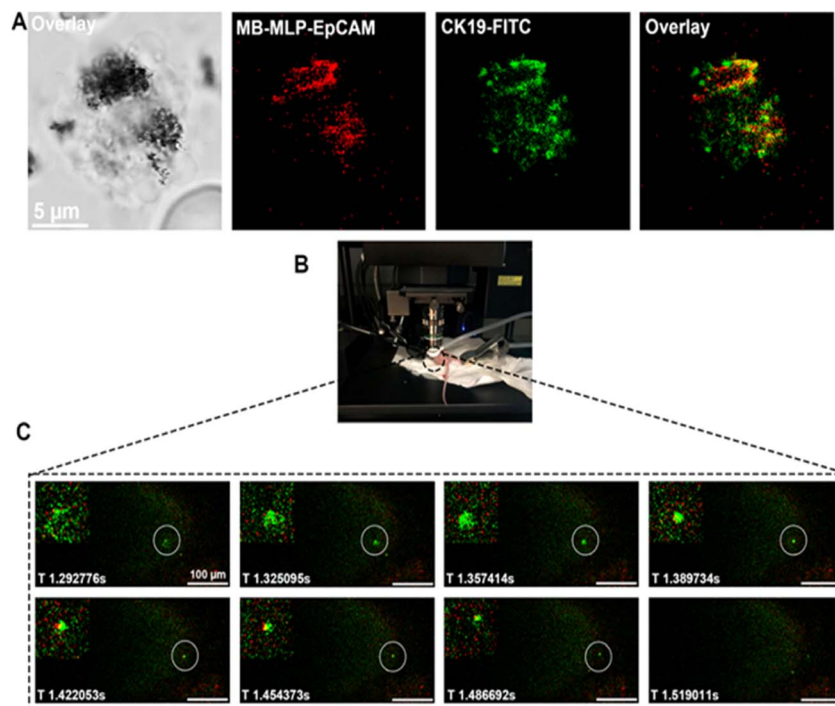 A
Overlay
MB-MLP-EpCAM
CK19-FITC
Overlay
5 µm
B
C
T 1.292776s
100 µm
T 1.325095s
T 1.357414s
T 1.389734s
T 1.422053s
T 1.454373s
T 1.486692s
T 1.519011s